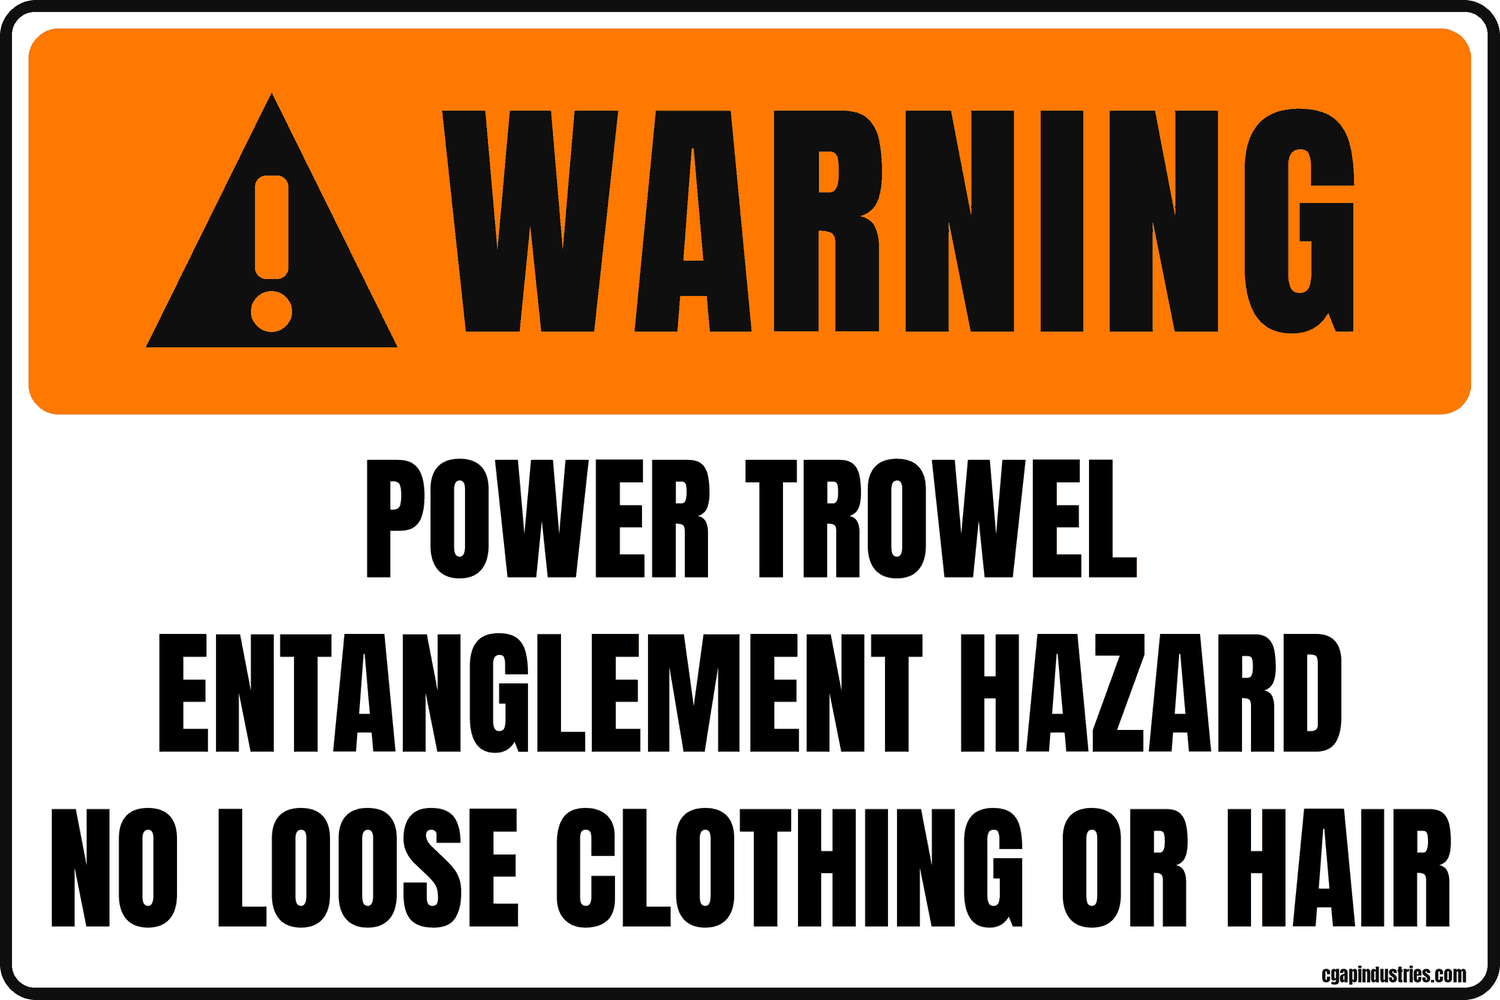 WARNING
POWER TROWEL
ENTANGLEMENT HAZARD
NO LOOSE CLOTHING OR HAIR
cgapindustries.com